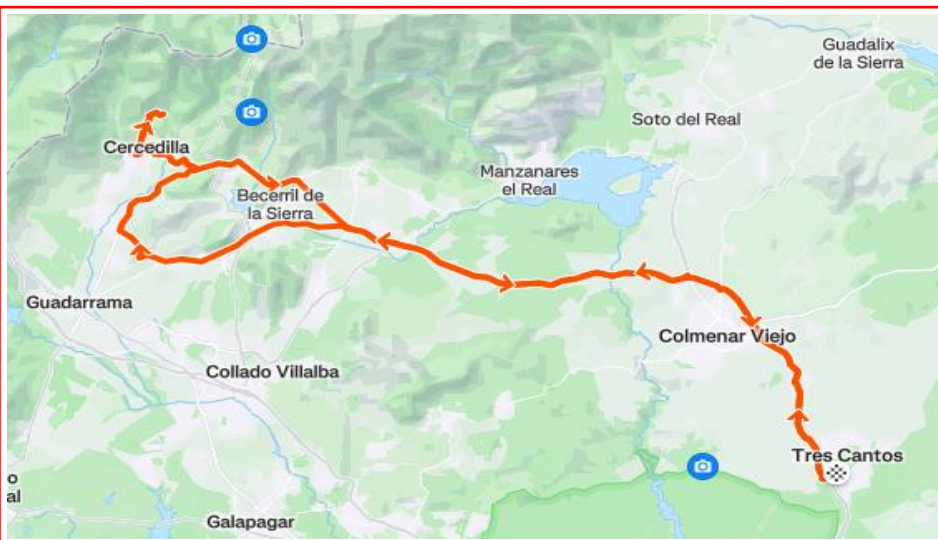 Guadalix
de la Sierra
Soto del Real
Cercedilla
Manzanares
el Real
Becerril de
la Sierra
Guadarrama
Colmenar Viejo
Collado Villalba
Tres Cantos
o
al
Galapagar